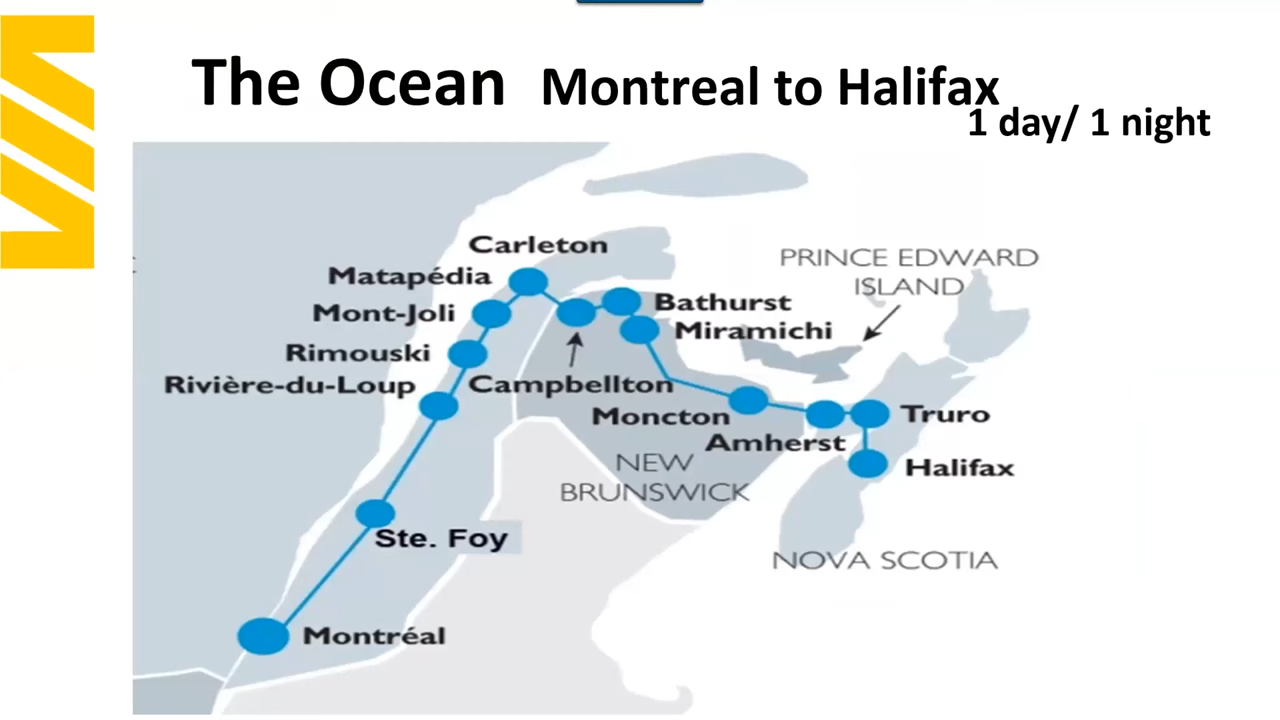 The Ocean Montreal to Halifax
1 day/ 1 night
Carleton
Matapédia
Mont-Joli
Rimouski
Rivière-du-Loup
Campbellton
Bathurst
Miramichi
PRINCE EDWARD
ISLAND
Moncton
Amherst
Truro
Halifax
NEW
BRUNSWICK
Ste. Foy
NOVA SCOTIA
Montréal